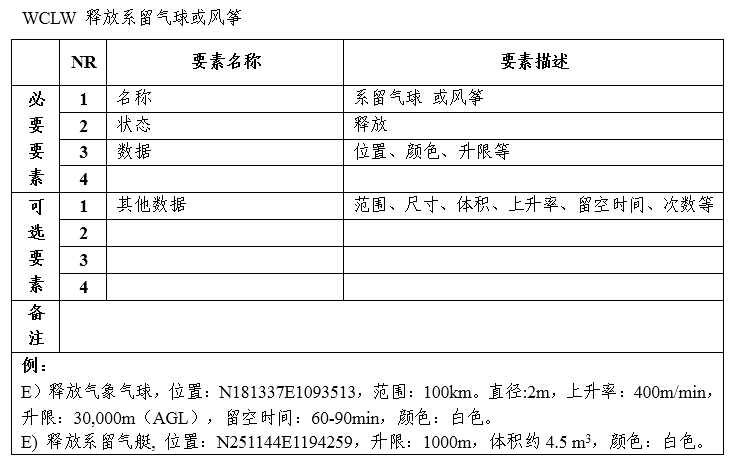 WCLW 释放系留气球或风筝
NR 要素名称 要素描述
必要要素
1 名称 系留气球 或风筝
2 状态 释放
3 数据 位置、颜色、升限等
4
可选要素
1 其他数据 范围、尺寸、体积、上升率、留空时间、次数等
2
3
4
备注
例：
E）释放气象气球，位置：N181337E1093513，范围：100km。直径:2m，上升率：400m/min，
升限：30,000m（AGL），留空时间：60-90min，颜色：白色。
E) 释放系留气艇, 位置：N251144E1194259，升限：1000m，体积约 4.5 m³，颜色：白色。